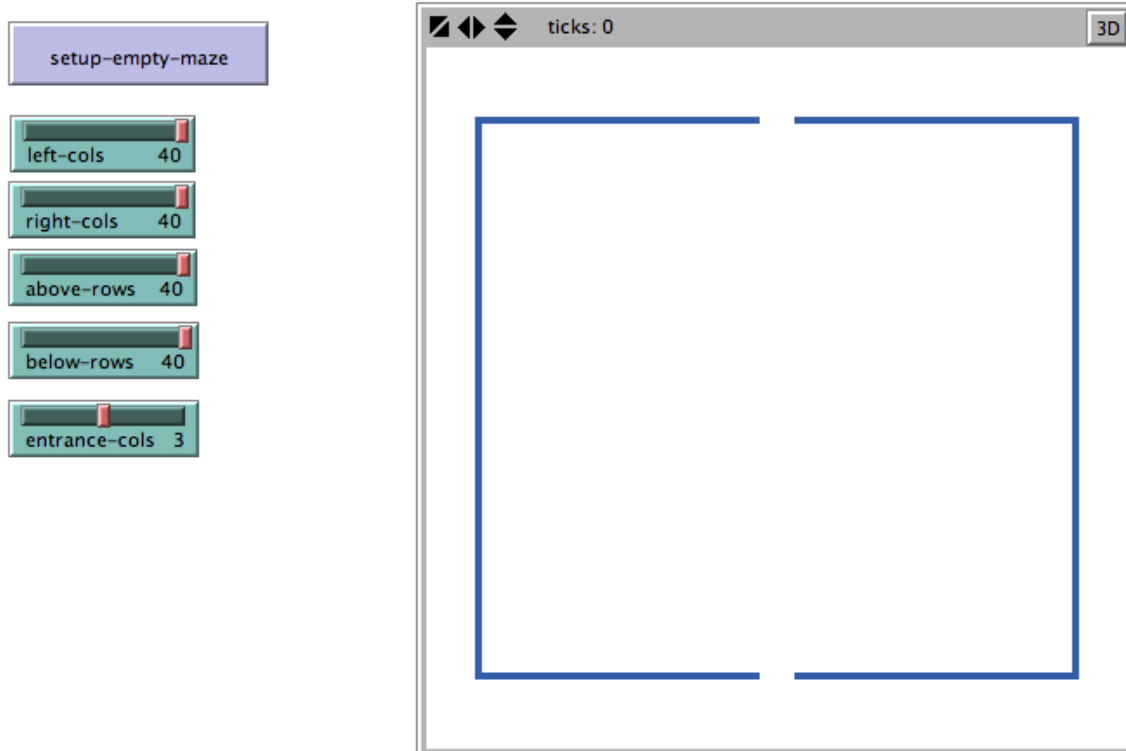 setup-empty-maze
left-cols 40
right-cols 40
above-rows 40
below-rows 40
entrance-cols 3
ticks: 0
3D